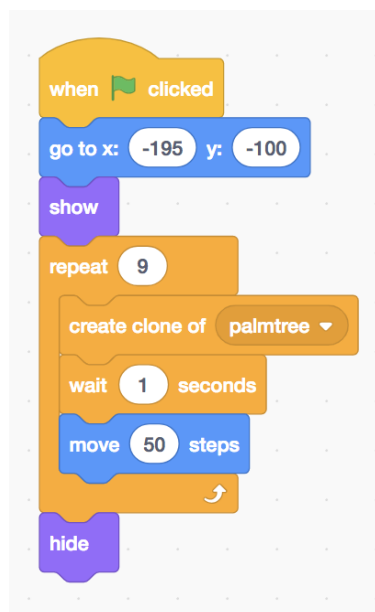 when clicked
go to x: -195 y: -100
show
repeat 9
create clone of palmtree
wait 1 seconds
move 50 steps
hide